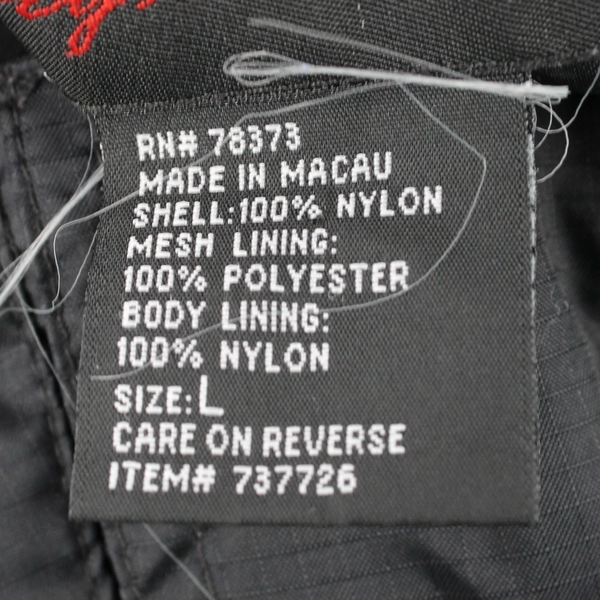 RN# 78373
MADE IN MACAU
SHELL:100% NYLON
MESH LINING:
100% POLYESTER
BODY LINING:
100% NYLON
SIZE: L
CARE ON REVERSE
ITEM# 737726